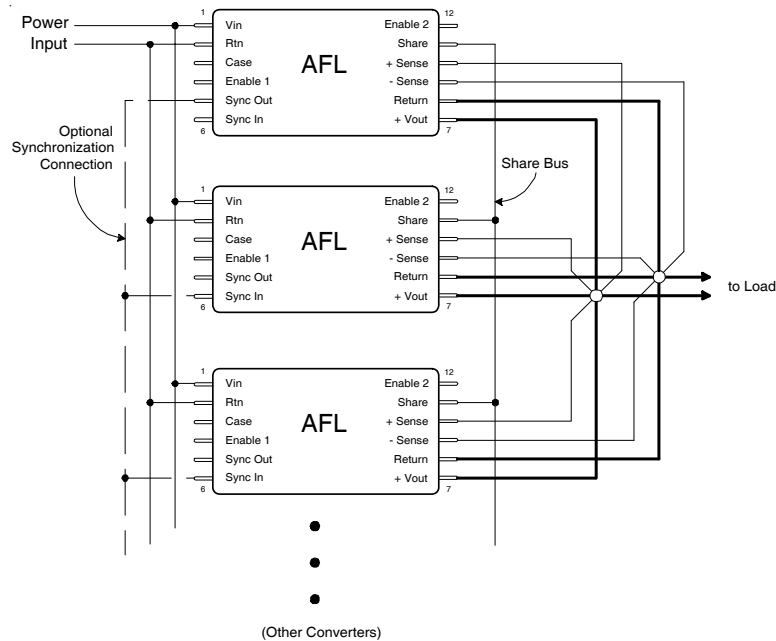 Power
Input
Optional
Synchronization
Connection
1
Vin
Rtn
Case
Enable 1
Sync Out
Sync In
6
AFL
12
Enable 2
Share
+ Sense
- Sense
Return
+ Vout
7
Share Bus
1
Vin
Rtn
Case
Enable 1
Sync Out
Sync In
6
AFL
12
Enable 2
Share
+ Sense
- Sense
Return
+ Vout
7
to Load
1
Vin
Rtn
Case
Enable 1
Sync Out
Sync In
6
AFL
12
Enable 2
Share
+ Sense
- Sense
Return
+ Vout
7
(Other Converters)